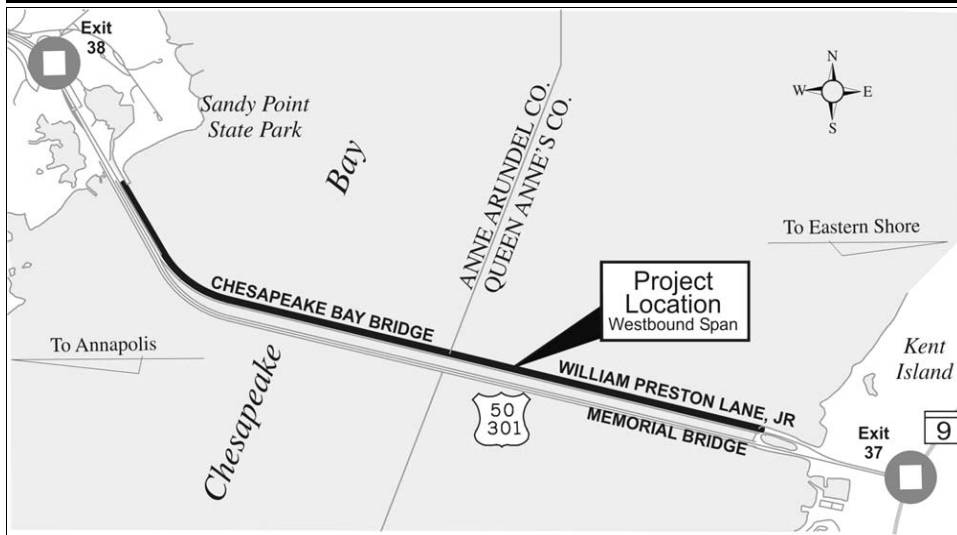 Exit
38
Sandy Point
State Park
Bay
ANNE ARUNDEL CO.
QUEEN ANNE'S CO.
N
W
E
S
To Eastern Shore
Project
Location
Westbound Span
CHESAPEAKE BAY BRIDGE
To Annapolis
Chesapeake
WILLIAM PRESTON LANE, JR
MEMORIAL BRIDGE
50
301
Kent
Island
9
Exit
37